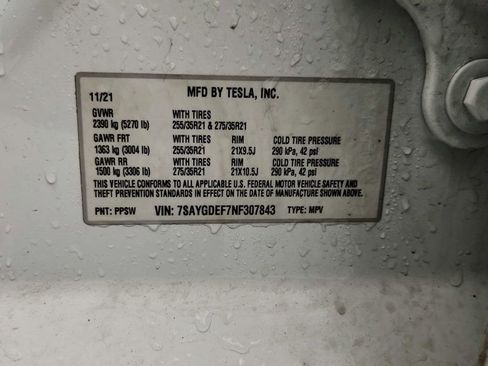 11/21 MFD BY TESLA, INC.
GVWR WITH TIRES
2390 kg (5270 lb) 255/35R21 & 275/35R21
GAWR FRT WITH TIRES RIM COLD TIRE PRESSURE
1363 kg (3004 lb) 255/35R21 21X9.5J 290 kPa, 42 psi
GAWR RR WITH TIRES RIM COLD TIRE PRESSURE
1500 kg (3306 lb) 275/35R21 21X10.5J 290 kPa, 42 psi
THIS VEHICLE CONFORMS TO ALL APPLICABLE U.S. FEDERAL MOTOR VEHICLE SAFETY AND
THEFT PREVENTION STANDARDS IN EFFECT ON THE DATE OF MANUFACTURE SHOWN ABOVE.
PNT: PPSW VIN: 7SAYGDEF7NF307843 TYPE: MPV